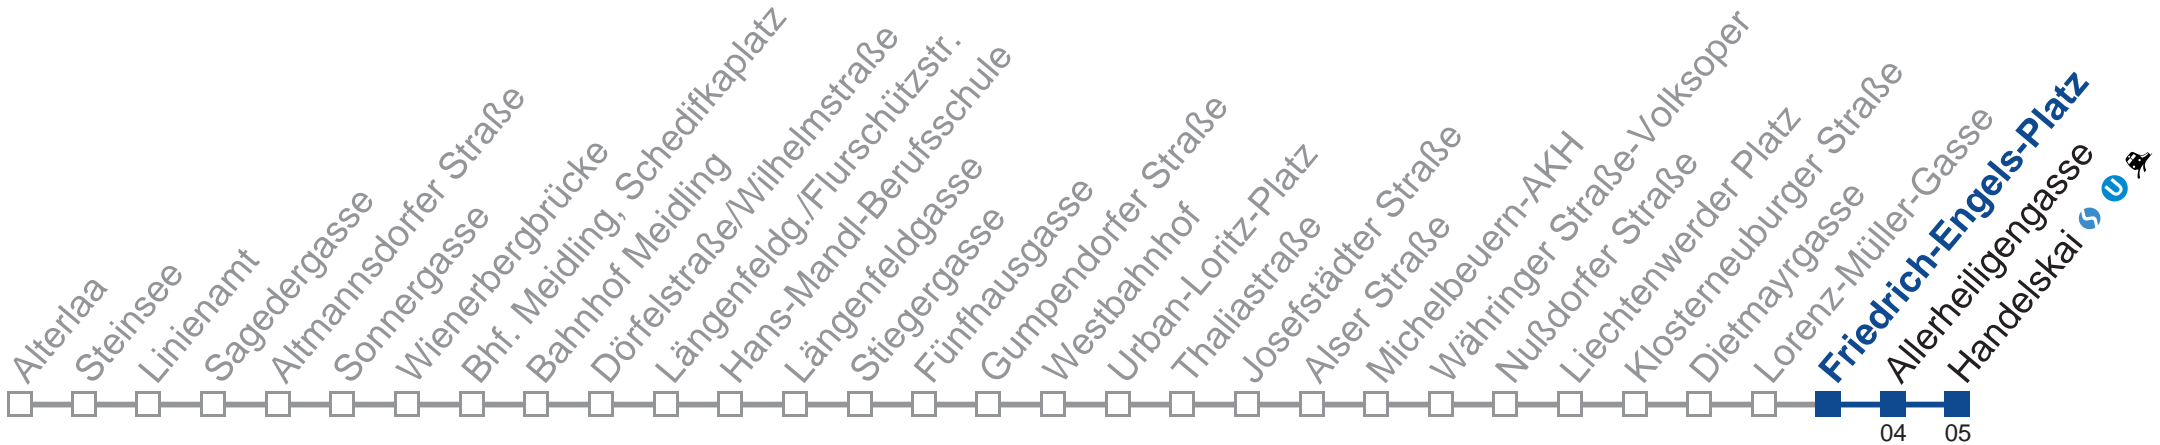 Alterlaa
Steinsee
Linienamt
Sagedergasse
Altmannsdorfer Straße
Sonnergasse
Wienerbergbrücke
Bhf. Meidling, Schedifkaplatz
Bahnhof Meidling
Dörfelstraße/Wilhelmstraße
Längenfeldg./Flurschützstr.
Hans-Mandl-Berufsschule
Längenfeldgasse
Stiegergasse
Fünfhausgasse
Gumpendorfer Straße
Westbahnhof
Urban-Loritz-Platz
Thaliastraße
Josefstädter Straße
Alser Straße
Michelbeuern-AKH
Währinger Straße-Volksoper
Nußdorfer Straße
Liechtenwerder Platz
Klosterneuburger Straße
Dietmayrgasse
Lorenz-Müller-Gasse
Friedrich-Engels-Platz
Allerheiligengasse
Handelskai S U
04 05